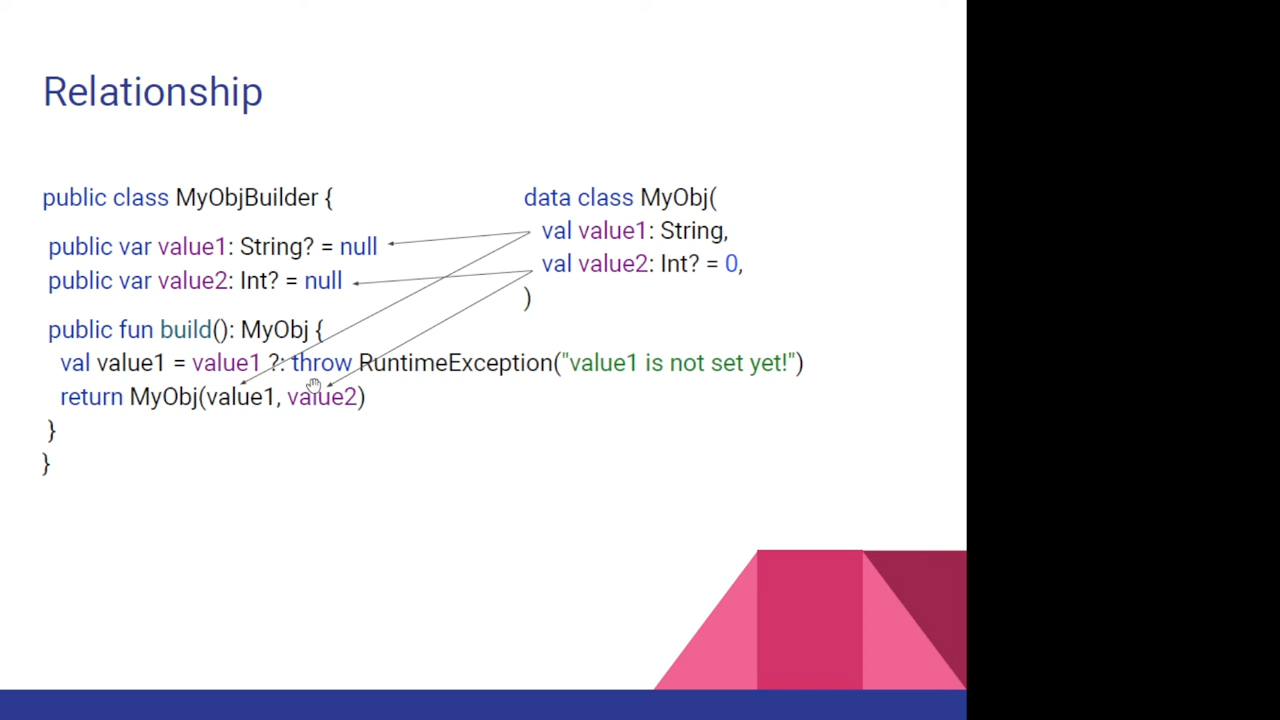 Relationship
public class MyObjBuilder {
public var value1: String? = null
public var value2: Int? = null
public fun build(): MyObj {
val value1 = value1 ?: throw RuntimeException("value1 is not set yet!")
return MyObj(value1, value2)
}
}
data class MyObj(
val value1: String,
val value2: Int? = 0,
)